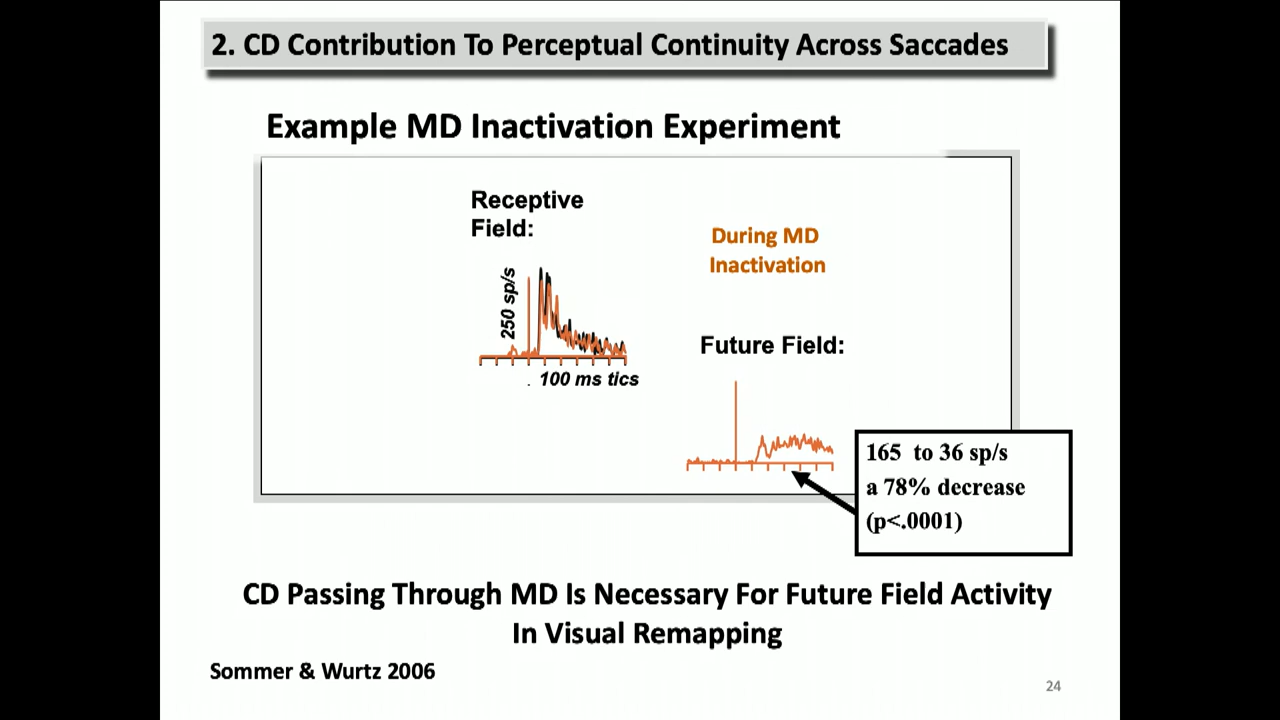 2. CD Contribution To Perceptual Continuity Across Saccades
Example MD Inactivation Experiment
Receptive
Field:
During MD
Inactivation
250 sp/s
100 ms tics
Future Field:
165 to 36 sp/s
a 78% decrease
(p<.0001)
CD Passing Through MD Is Necessary For Future Field Activity
In Visual Remapping
Sommer & Wurtz 2006
24